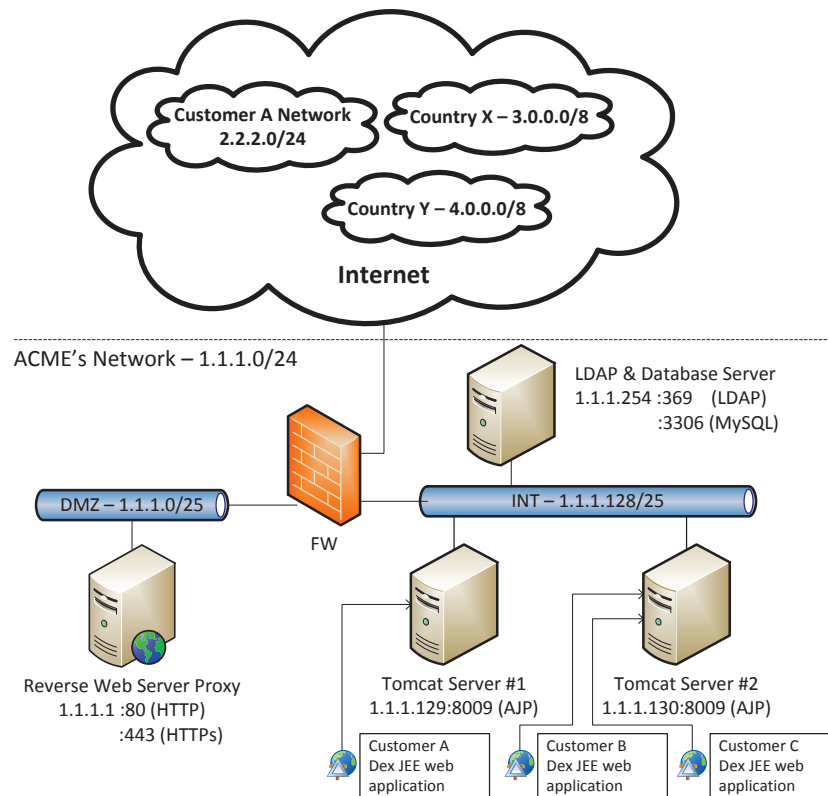 Customer A Network
2.2.2.0/24
Country X – 3.0.0.0/8
Country Y – 4.0.0.0/8
Internet
ACME's Network – 1.1.1.0/24
LDAP & Database Server
1.1.1.254 :369 (LDAP)
:3306 (MySQL)
DMZ – 1.1.1.0/25
FW
INT – 1.1.1.128/25
Reverse Web Server Proxy
1.1.1.1 :80 (HTTP)
:443 (HTTPs)
Tomcat Server #1
1.1.1.129:8009 (AJP)
Tomcat Server #2
1.1.1.130:8009 (AJP)
Customer A
Dex JEE web
application
Customer B
Dex JEE web
application
Customer C
Dex JEE web
application